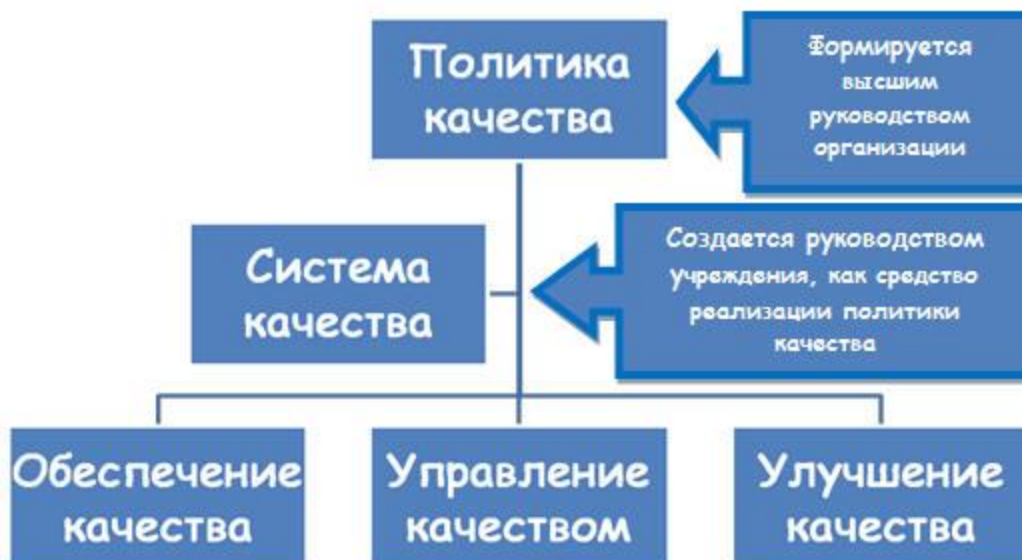 Политика
качества
Формируется
высшим
руководством
организации
Система
качества
Создается руководством
учреждения, как средство
реализации политики
качества
Обеспечение
качества
Управление
качеством
Улучшение
качества